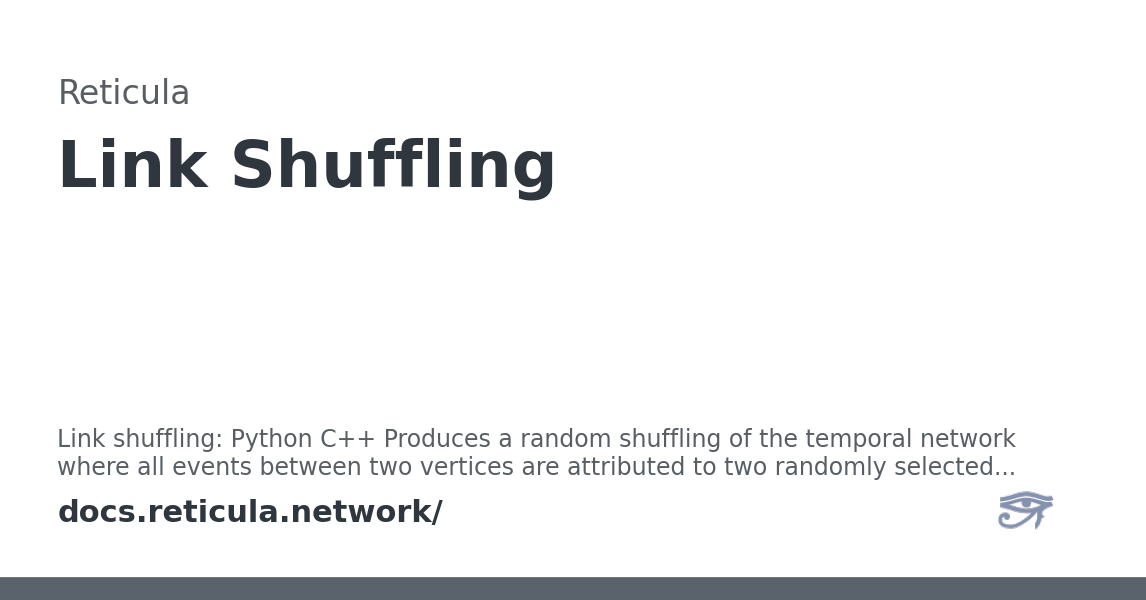 Reticula
Link Shuffling
Link shuffling: Python C++ Produces a random shuffling of the temporal network
where all events between two vertices are attributed to two randomly selected...
docs.reticula.network/